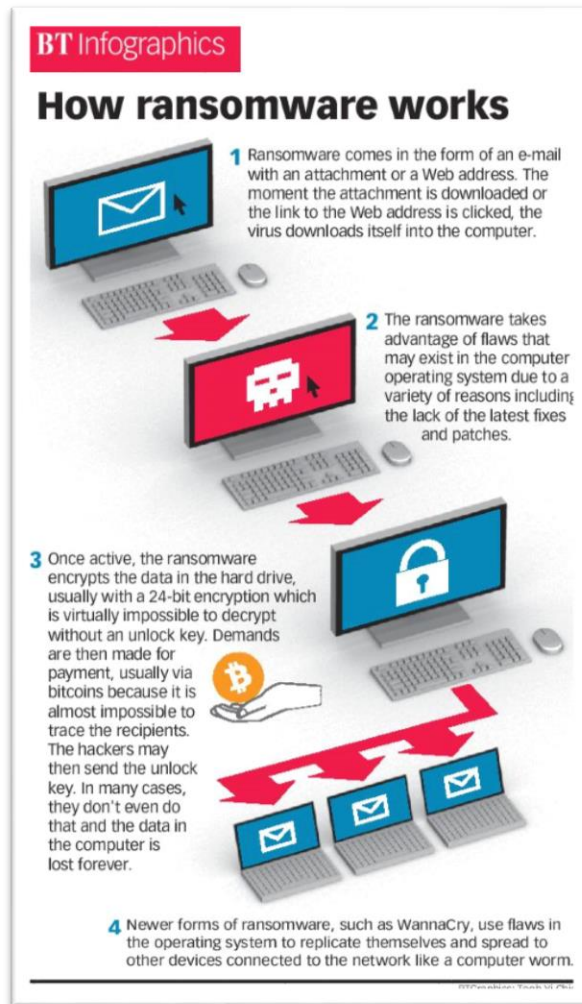 BT Infographics
How ransomware works
1 Ransomware comes in the form of an e-mail
with an attachment or a Web address. The
moment the attachment is downloaded or
the link to the Web address is clicked, the
virus downloads itself into the computer.
2 The ransomware takes
advantage of flaws that
may exist in the computer
operating system due to a
variety of reasons including
the lack of the latest fixes
and patches.
3 Once active, the ransomware
encrypts the data in the hard drive,
usually with a 24-bit encryption which
is virtually impossible to decrypt
without an unlock key. Demands
are then made for
payment, usually via
bitcoins because it is
almost impossible to
trace the recipients.
The hackers may
then send the unlock
key. In many cases,
they don't even do
that and the data in
the computer is
lost forever.
4 Newer forms of ransomware, such as WannaCry, use flaws in
the operating system to replicate themselves and spread to
other devices connected to the network like a computer worm.